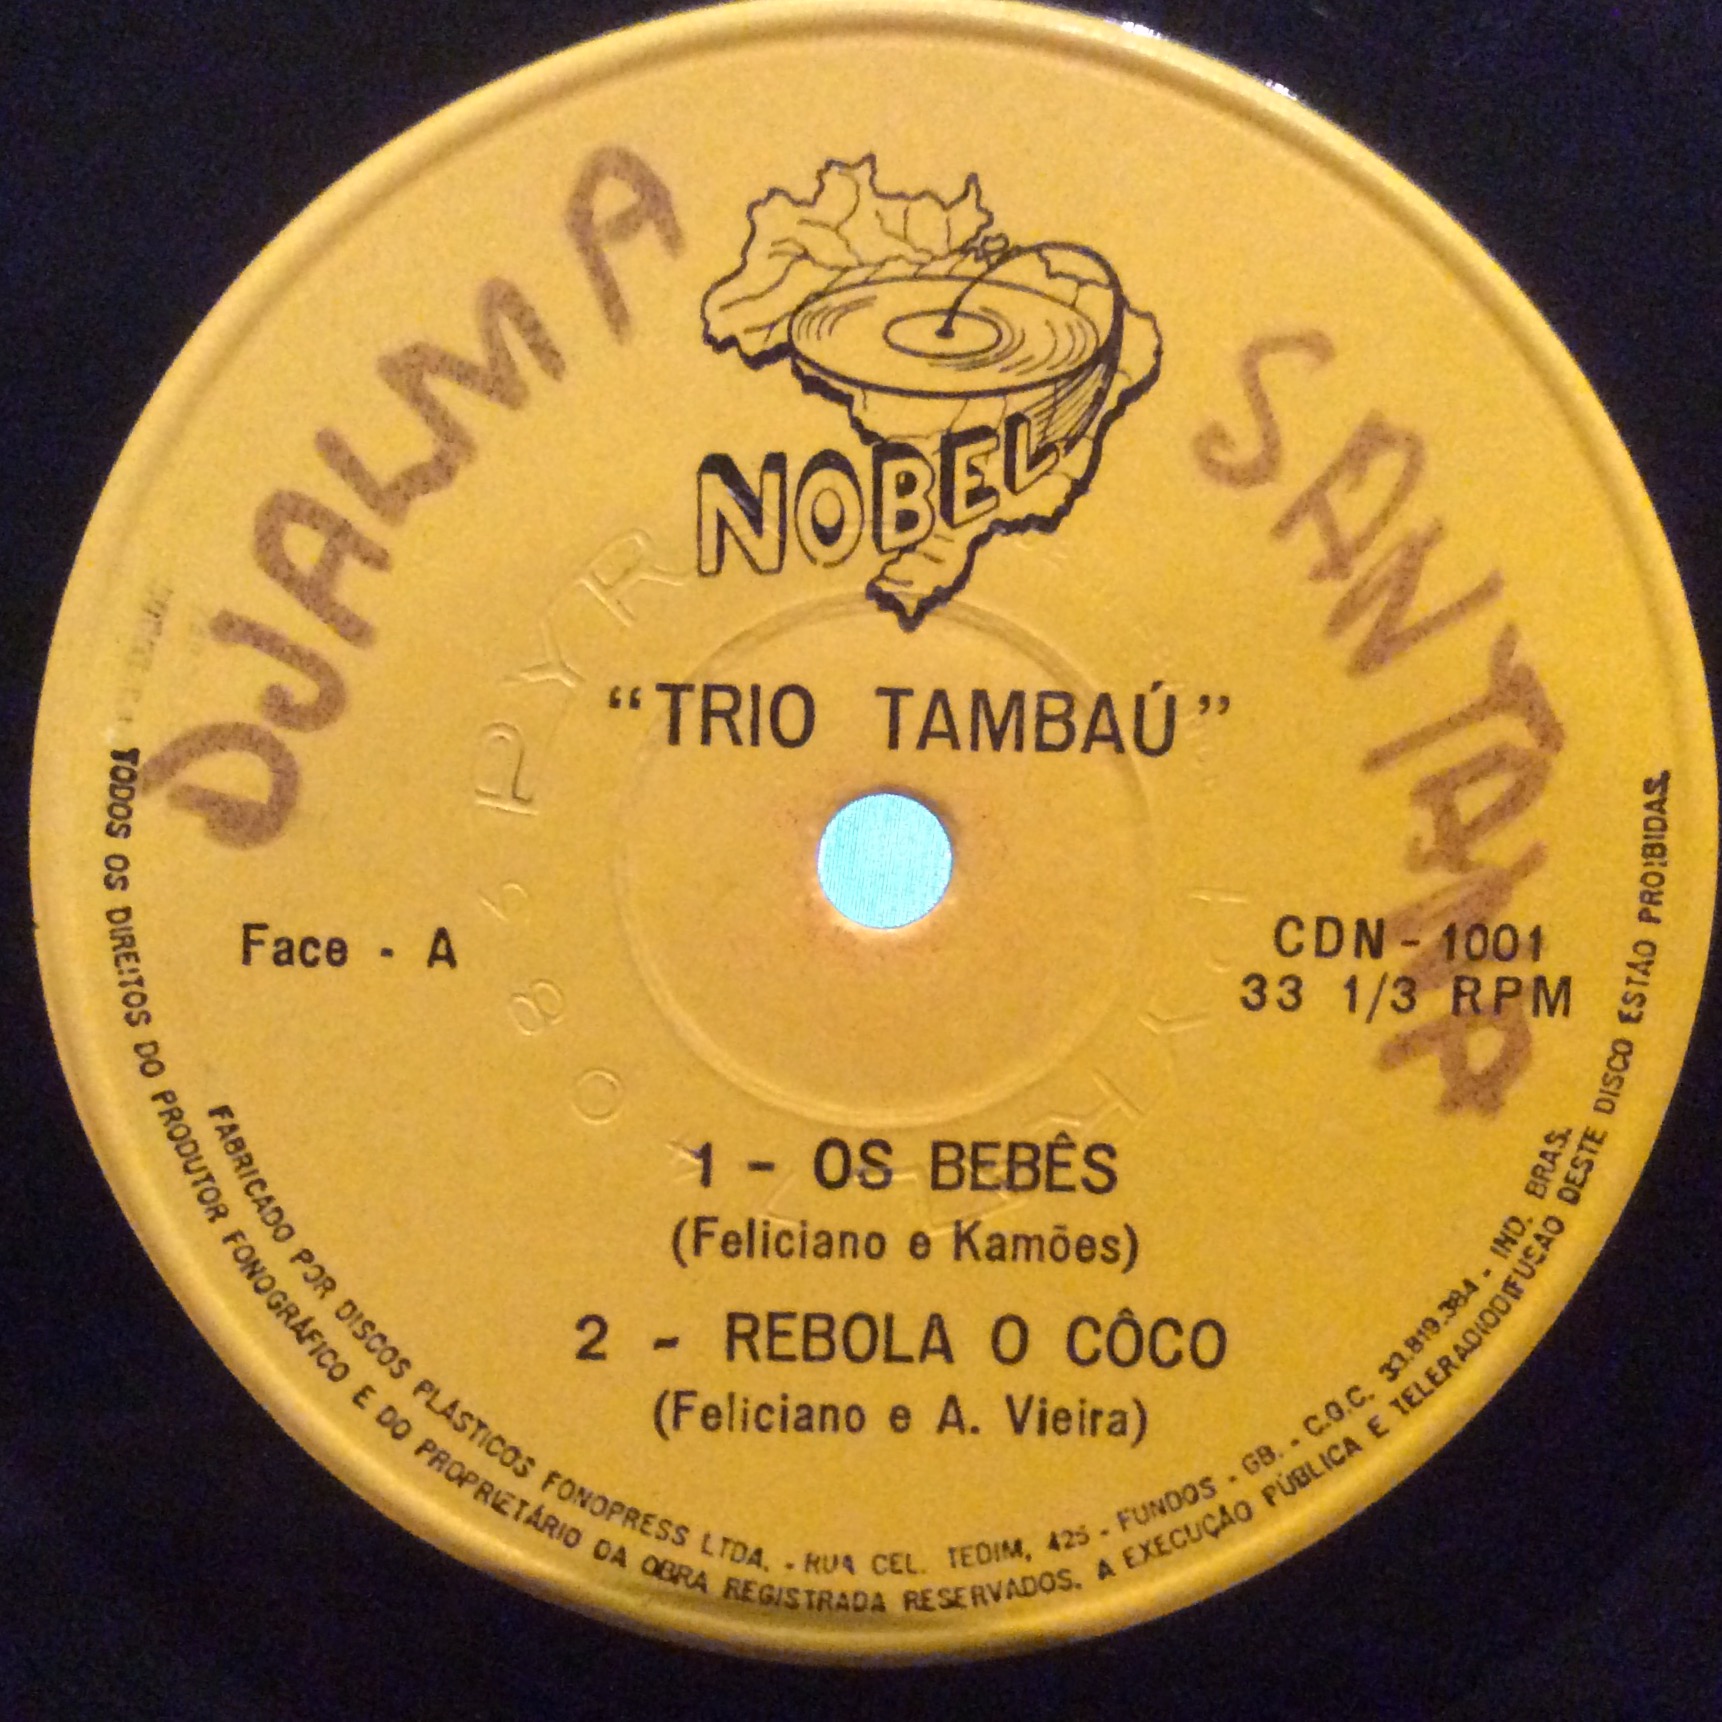 DJALMA
SANTANA
NOBEL
“TRIO TAMBAÚ”
Face - A
CDN - 1001
33 1/3 RPM
1 - OS BEBÊS
(Feliciano e Kamões)
2 - REBOLA O CÔCO
(Feliciano e A. Vieira)
FABRICADO POR DISCOS PLÁSTICOS FONOPRESS LTDA. - RUA CEL. TEDIM, 425 - FUNDOS - GB. - C.G.C. 33.819.384 - IND. BRAS.
TODOS OS DIREITOS DO PRODUTOR FONOGRÁFICO E DO PROPRIETÁRIO DA OBRA REGISTRADA RESERVADOS. A EXECUÇÃO PÚBLICA E TELERADIODIFUSÃO DESTE DISCO ESTÃO PROIBIDAS.